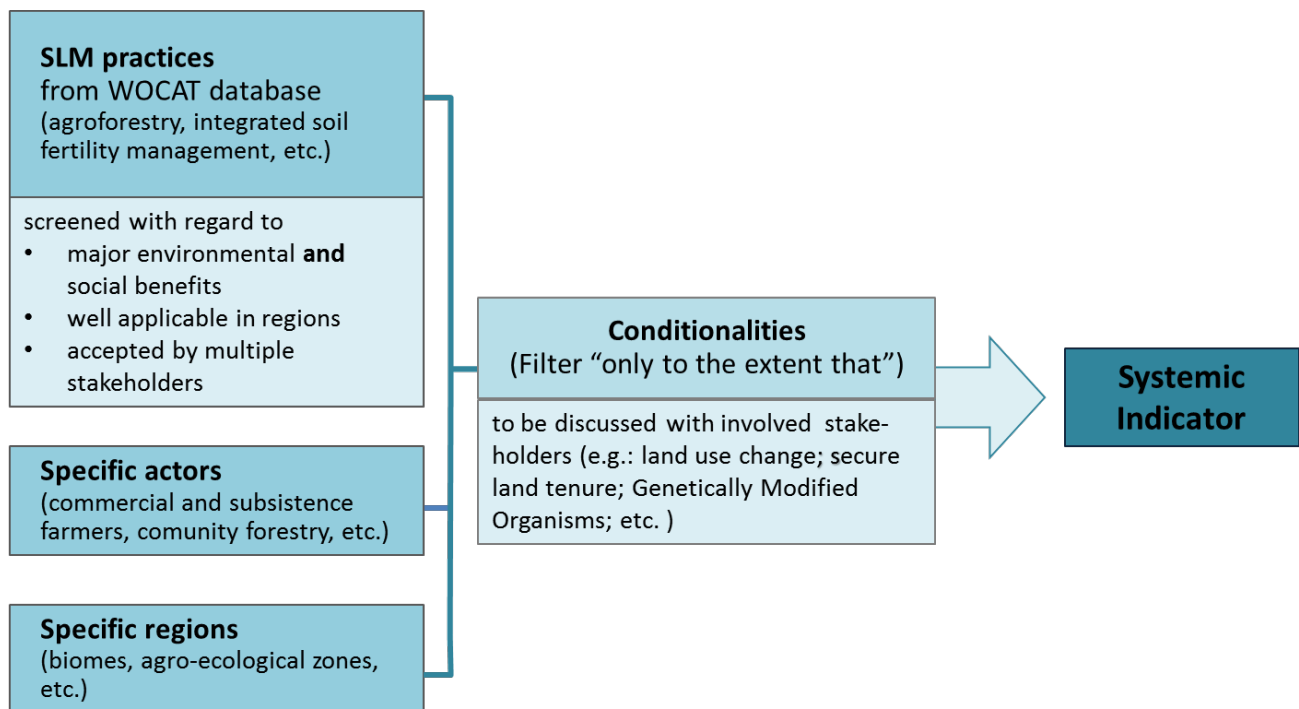 SLM practices
from WOCAT database
(agroforestry, integrated soil
fertility management, etc.)
screened with regard to
• major environmental and
social benefits
• well applicable in regions
• accepted by multiple
stakeholders
Specific actors
(commercial and subsistence
farmers, comunity forestry, etc.)
Specific regions
(biomes, agro-ecological zones,
etc.)
Conditionalities
(Filter “only to the extent that”)
to be discussed with involved stake-
holders (e.g.: land use change; secure
land tenure; Genetically Modified
Organisms; etc. )
Systemic
Indicator